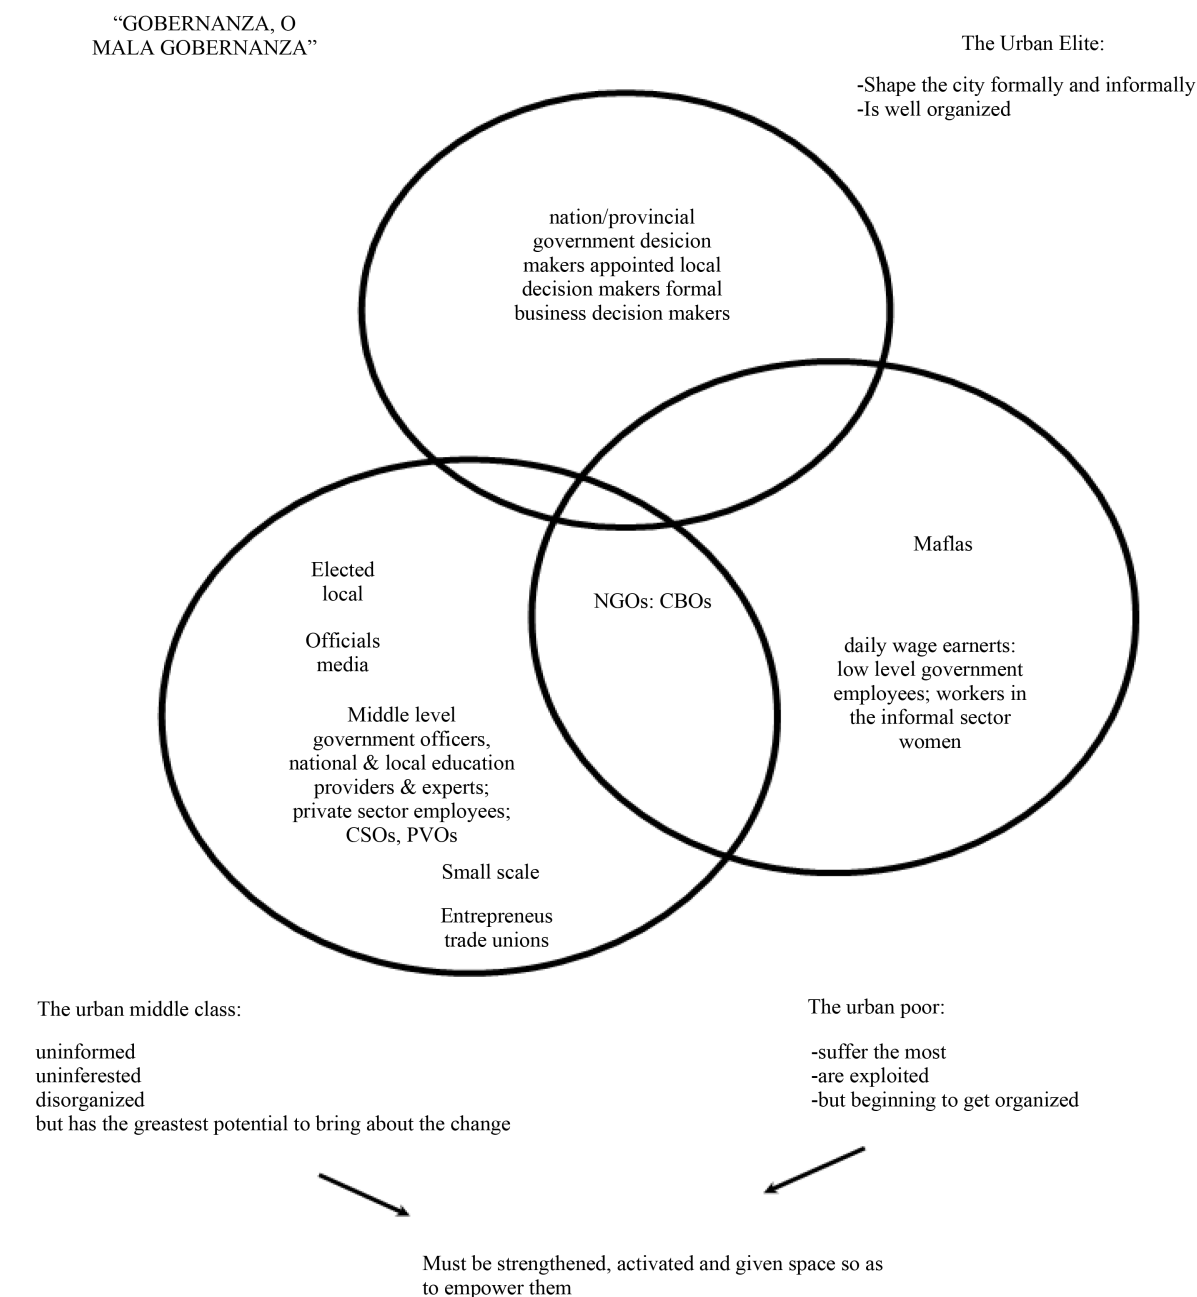 “GOBERNANZA, O
MALA GOBERNANZA”
The Urban Elite:
-Shape the city formally and informally
-Is well organized
nation/provincial
government desicion
makers appointed local
decision makers formal
business decision makers
Maflas
Elected
local
NGOs: CBOs
Officials
media
daily wage earnerts:
low level government
employees; workers in
the informal sector
women
Middle level
government officers,
national & local education
providers & experts;
private sector employees;
CSOs, PVOs
Small scale
Entrepreneus
trade unions
The urban middle class:
uninformed
uninferested
disorganized
but has the greastest potential to bring about the change
The urban poor:
-suffer the most
-are exploited
-but beginning to get organized
Must be strengthened, activated and given space so as
to empower them